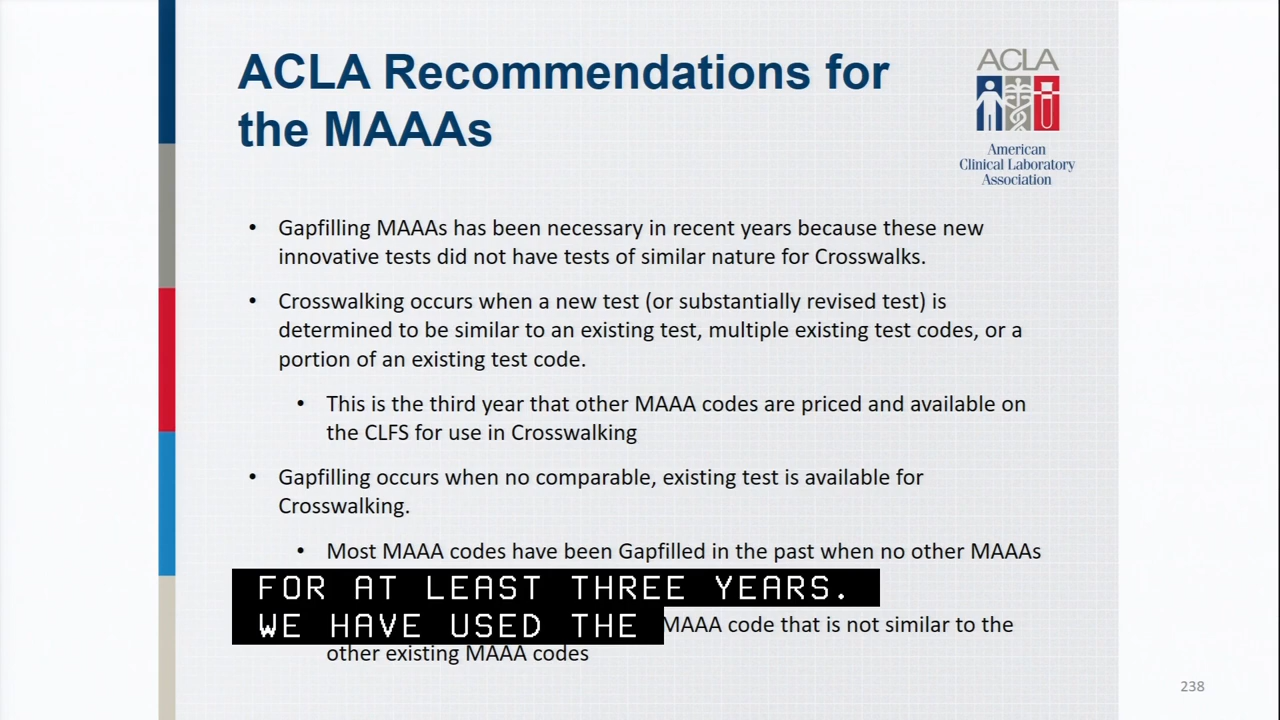 ACLA Recommendations for
the MAAAs
ACLA
American
Clinical Laboratory
Association
• Gapfilling MAAAs has been necessary in recent years because these new
innovative tests did not have tests of similar nature for Crosswalks.
• Crosswalking occurs when a new test (or substantially revised test) is
determined to be similar to an existing test, multiple existing test codes, or a
portion of an existing test code.
• This is the third year that other MAAA codes are priced and available on
the CLFS for use in Crosswalking
• Gapfilling occurs when no comparable, existing test is available for
Crosswalking.
• Most MAAA codes have been Gapfilled in the past when no other MAAAs
FOR AT LEAST THREE YEARS.
WE HAVE USED THE
MAAA code that is not similar to the
other existing MAAA codes
238